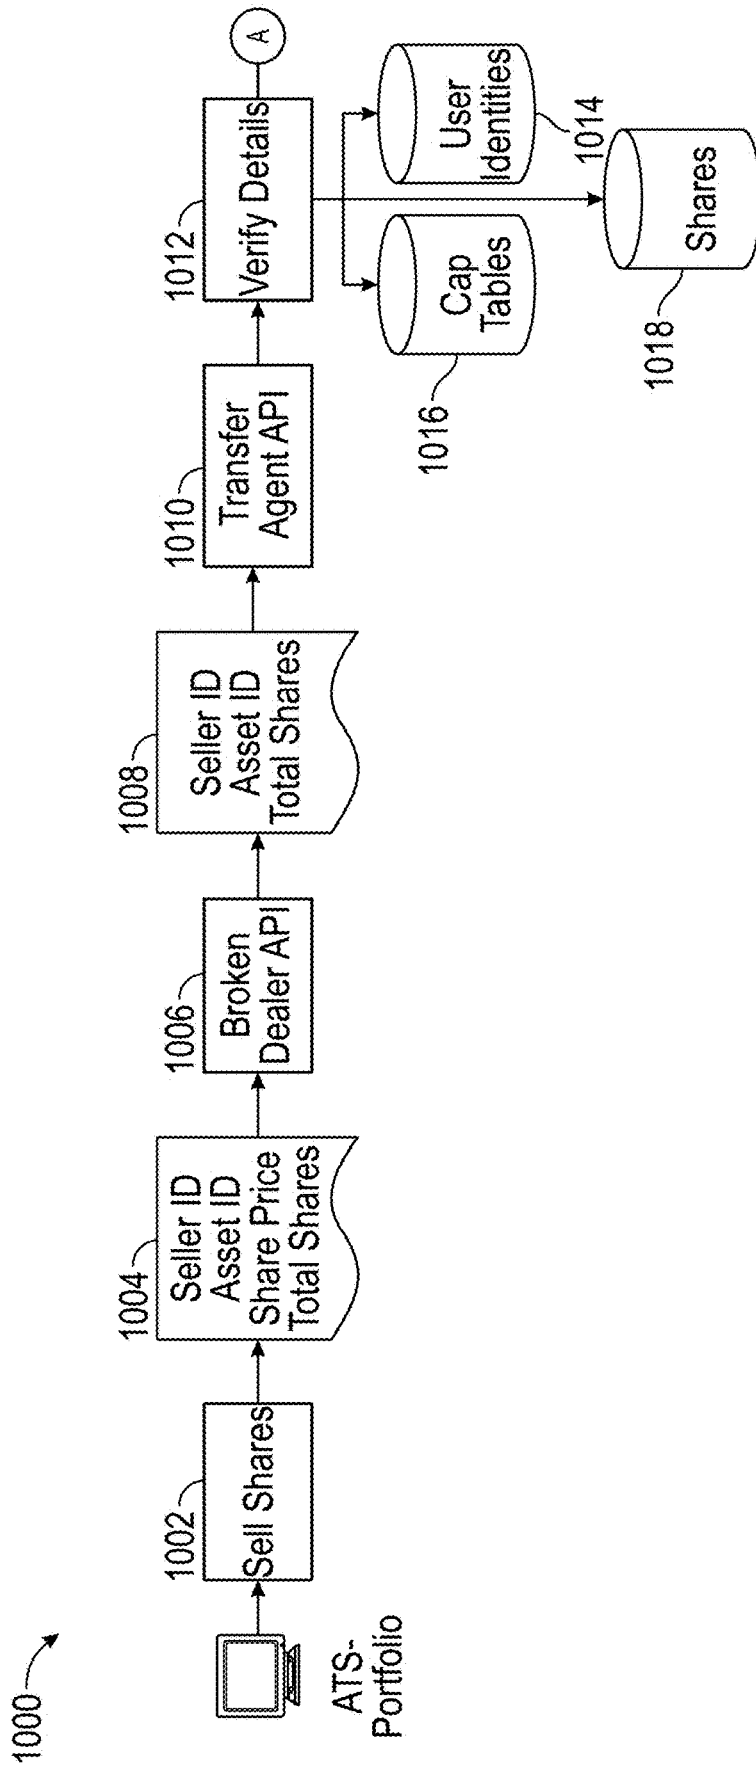 1000
ATS-
Portfolio
1002
Sell Shares
1004
Seller ID
Asset ID
Share Price
Total Shares
1006
Broken
Dealer API
1008
Seller ID
Asset ID
Total Shares
1010
Transfer
Agent API
1012
Verify Details
A
Cap
Tables
1016
User
Identities
1014
Shares
1018